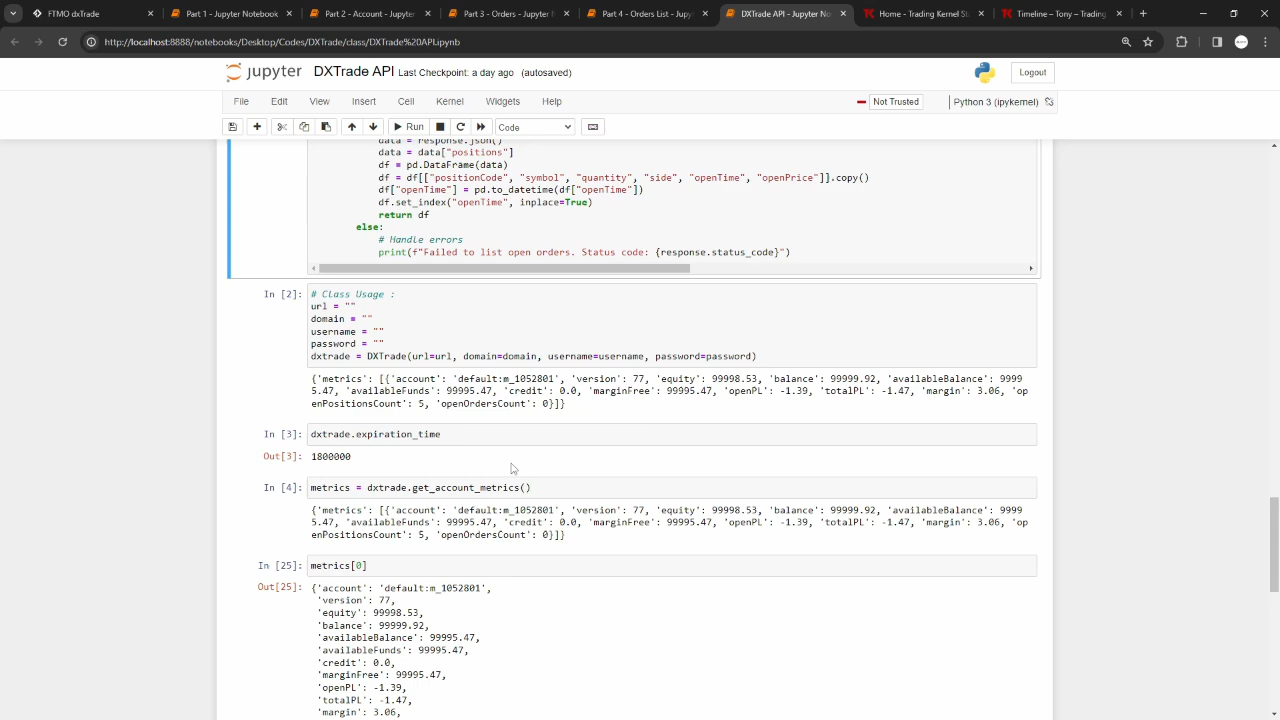 FTMO dxTrade
Part 1 - Jupyter Notebook
Part 2 - Account - Jupyter
Part 3 - Orders - Jupyter
Part 4 - Orders List - Jupy
DXTrade API - Jupyter No
Home - Trading Kernel St
Timeline – Tony – Trading
http://localhost:8888/notebooks/Desktop/Codes/DXTrade/class/DXTrade%20API.ipynb
jupyter DXTrade API Last Checkpoint: a day ago (autosaved)
Logout
File Edit View Insert Cell Kernel Widgets Help
Not Trusted
Python 3 (ipykernel)
Run
Code
data = response.json()
data = data["positions"]
df = pd.DataFrame(data)
df = df[["positionCode", "symbol", "quantity", "side", "openTime", "openPrice"]].copy()
df["openTime"] = pd.to_datetime(df["openTime"])
df.set_index("openTime", inplace=True)
return df
else:
# Handle errors
print(f"Failed to list open orders. Status code: {response.status_code}")
In [2]: # Class Usage :
url = ""
domain = ""
username = ""
password = ""
dxtrade = DXTrade(url=url, domain=domain, username=username, password=password)
{'metrics': [{'account': 'default:m_1052801', 'version': 77, 'equity': 99998.53, 'balance': 99999.92, 'availableBalance': 9999
5.47, 'availableFunds': 99995.47, 'credit': 0.0, 'marginFree': 99995.47, 'openPL': -1.39, 'totalPL': -1.47, 'margin': 3.06, 'op
enPositionsCount': 5, 'openOrdersCount': 0}]}
In [3]: dxtrade.expiration_time
Out[3]: 1800000
In [4]: metrics = dxtrade.get_account_metrics()
{'metrics': [{'account': 'default:m_1052801', 'version': 77, 'equity': 99998.53, 'balance': 99999.92, 'availableBalance': 9999
5.47, 'availableFunds': 99995.47, 'credit': 0.0, 'marginFree': 99995.47, 'openPL': -1.39, 'totalPL': -1.47, 'margin': 3.06, 'op
enPositionsCount': 5, 'openOrdersCount': 0}]}
In [25]: metrics[0]
Out[25]: {'account': 'default:m_1052801',
'version': 77,
'equity': 99998.53,
'balance': 99999.92,
'availableBalance': 99995.47,
'availableFunds': 99995.47,
'credit': 0.0,
'marginFree': 99995.47,
'openPL': -1.39,
'totalPL': -1.47,
'margin': 3.06,